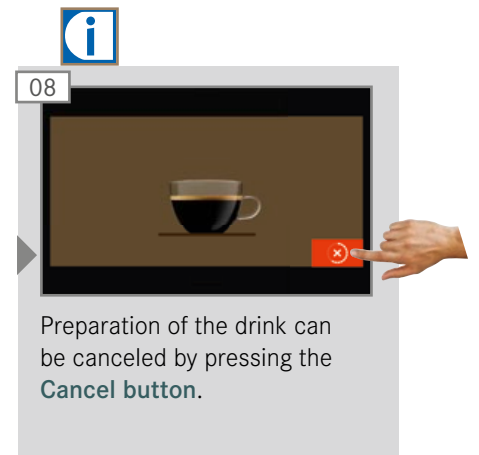 i
08
Preparation of the drink can
be canceled by pressing the
Cancel button.